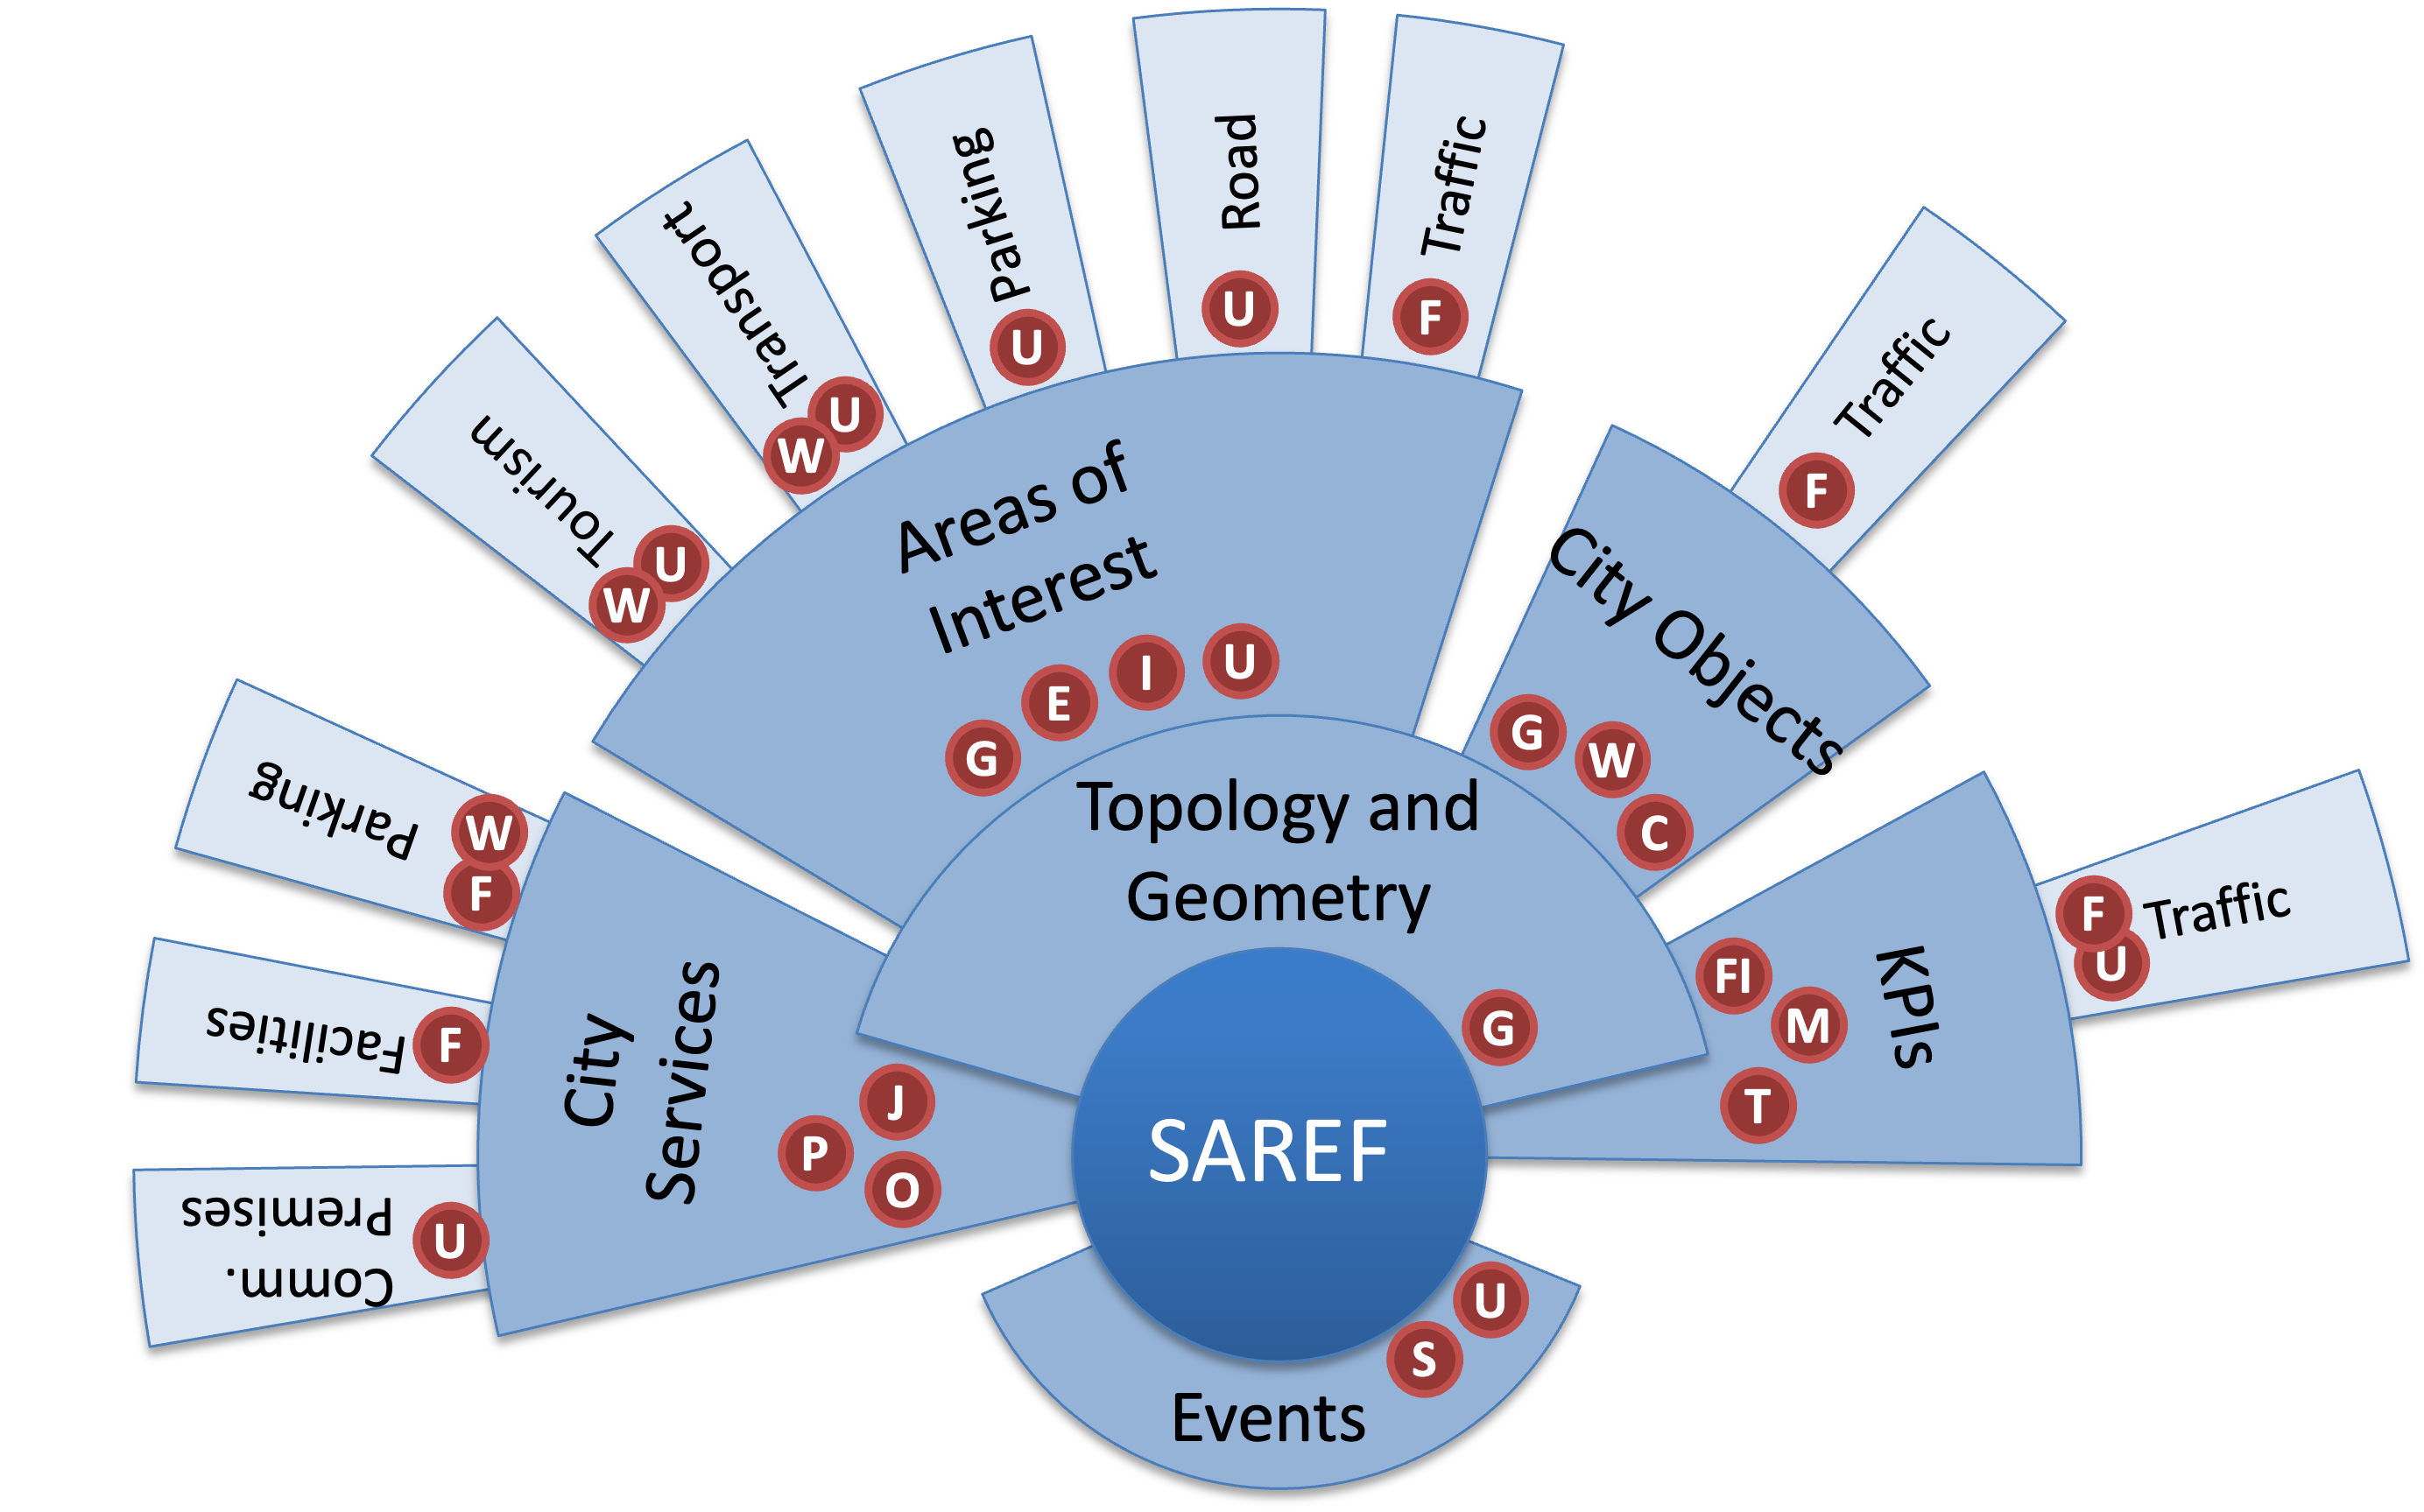 Parking
U
Road
U
Traffic
F
Transport
U
W
Tourism
U
W
Traffic
F
Areas of
Interest
G
E
I
U
City Objects
G
W
C
Parking
W
F
Topology and
Geometry
G
Facilities
F
City
Services
J
P
O
KPIs
FI
M
T
Traffic
F
U
Comm.
Premises
U
SAREF
Events
U
S